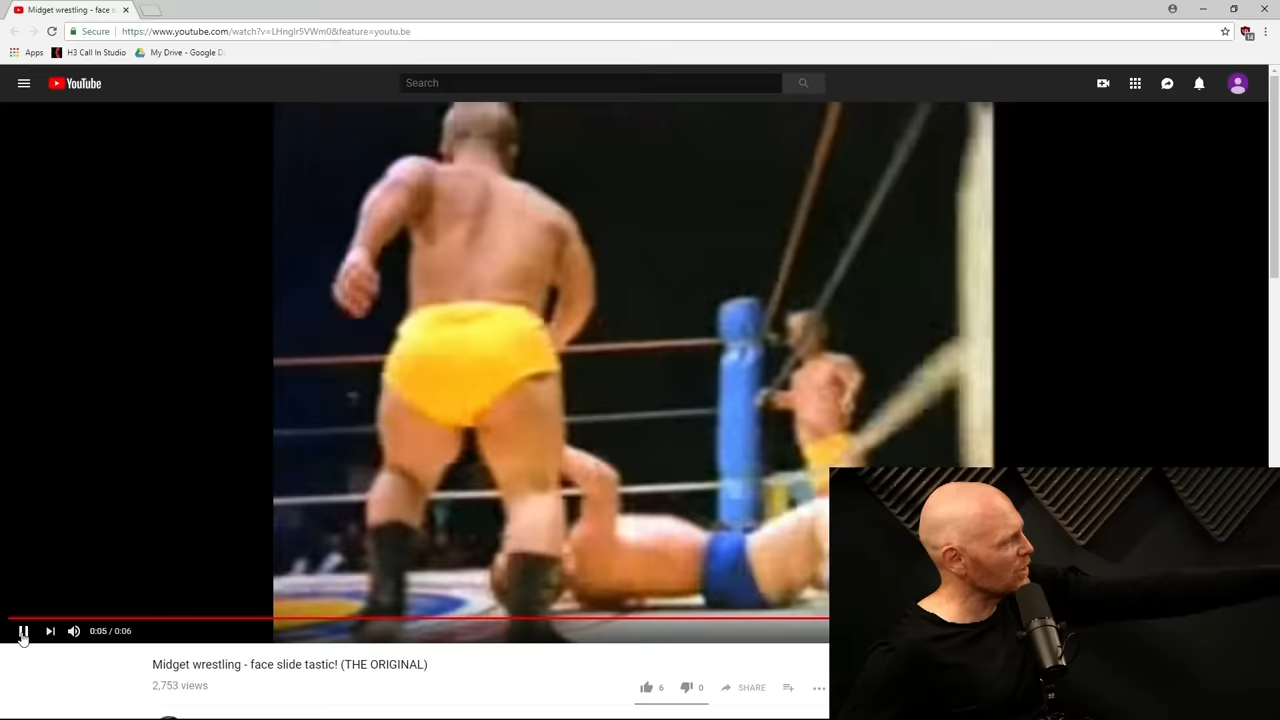 Midget wrestling - face s
Secure
https://www.youtube.com/watch?v=LHnglr5VWm0&feature=youtu.be
14
Apps
H3 Call In Studio
My Drive - Google D
YouTube
Search
0:05 / 0:06
Midget wrestling - face slide tastic! (THE ORIGINAL)
2,753 views
6
0
SHARE